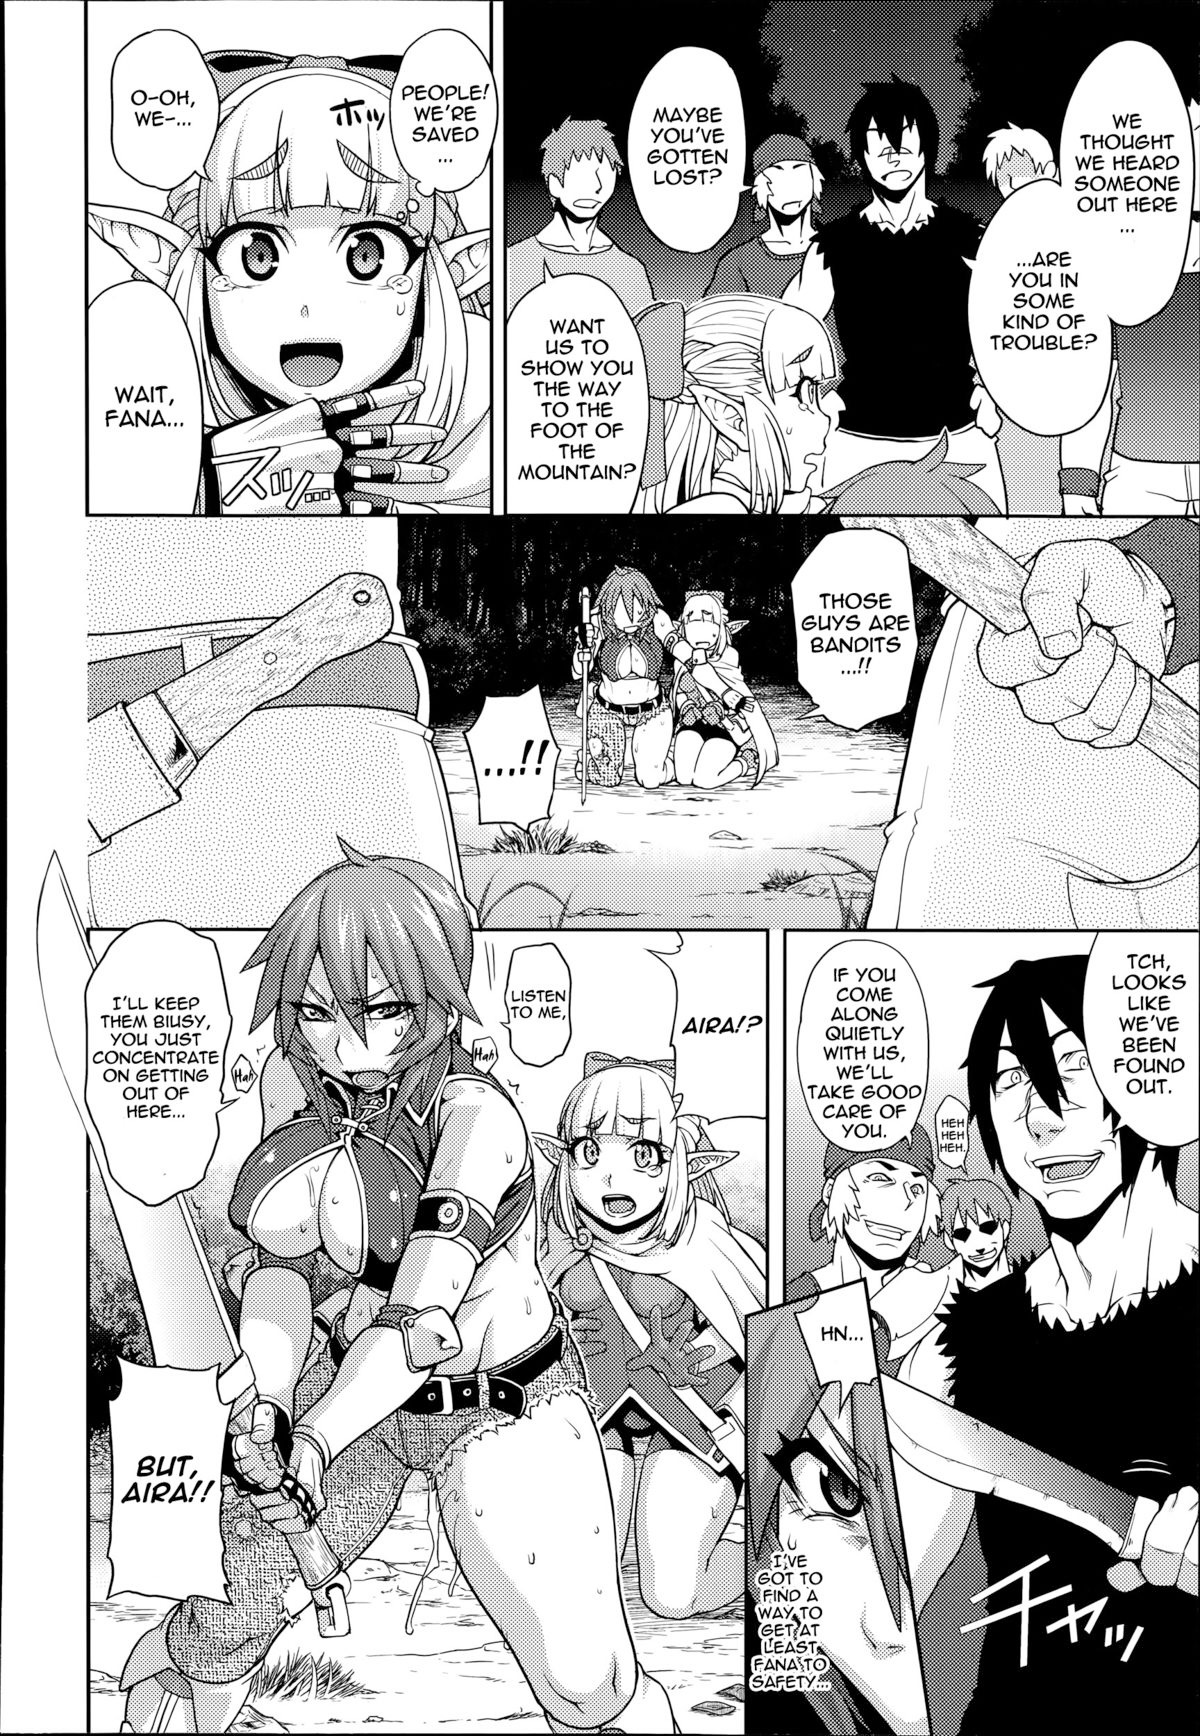 WE
THOUGHT
WE HEARD
SOMEONE
OUT HERE
...
...ARE
YOU IN
SOME
KIND OF
TROUBLE?
MAYBE
YOU'VE
GOTTEN
LOST?
WANT
US TO
SHOW YOU
THE WAY
TO THE
FOOT OF
THE
MOUNTAIN?
PEOPLE!
WE'RE
SAVED
...
ホッ
O-OH,
WE-...
WAIT,
FANA...
スッ...
THOSE
GUYS ARE
BANDITS
...!!
...!!
TCH,
LOOKS
LIKE
WE'VE
BEEN
FOUND
OUT.
IF YOU
COME
ALONG
QUIETLY
WITH US,
WE'LL
TAKE GOOD
CARE OF
YOU.
HEH
HEH
HEH.
HN...
チャッ
I'VE
GOT TO
FIND A
WAY TO
GET AT
LEAST
FANA TO
SAFETY...
AIRA!?
LISTEN
TO ME,
Hah
Hah
I'LL KEEP
THEM BIUSY,
YOU JUST
CONCENTRATE
ON GETTING
OUT OF
HERE...
BUT,
AIRA!!